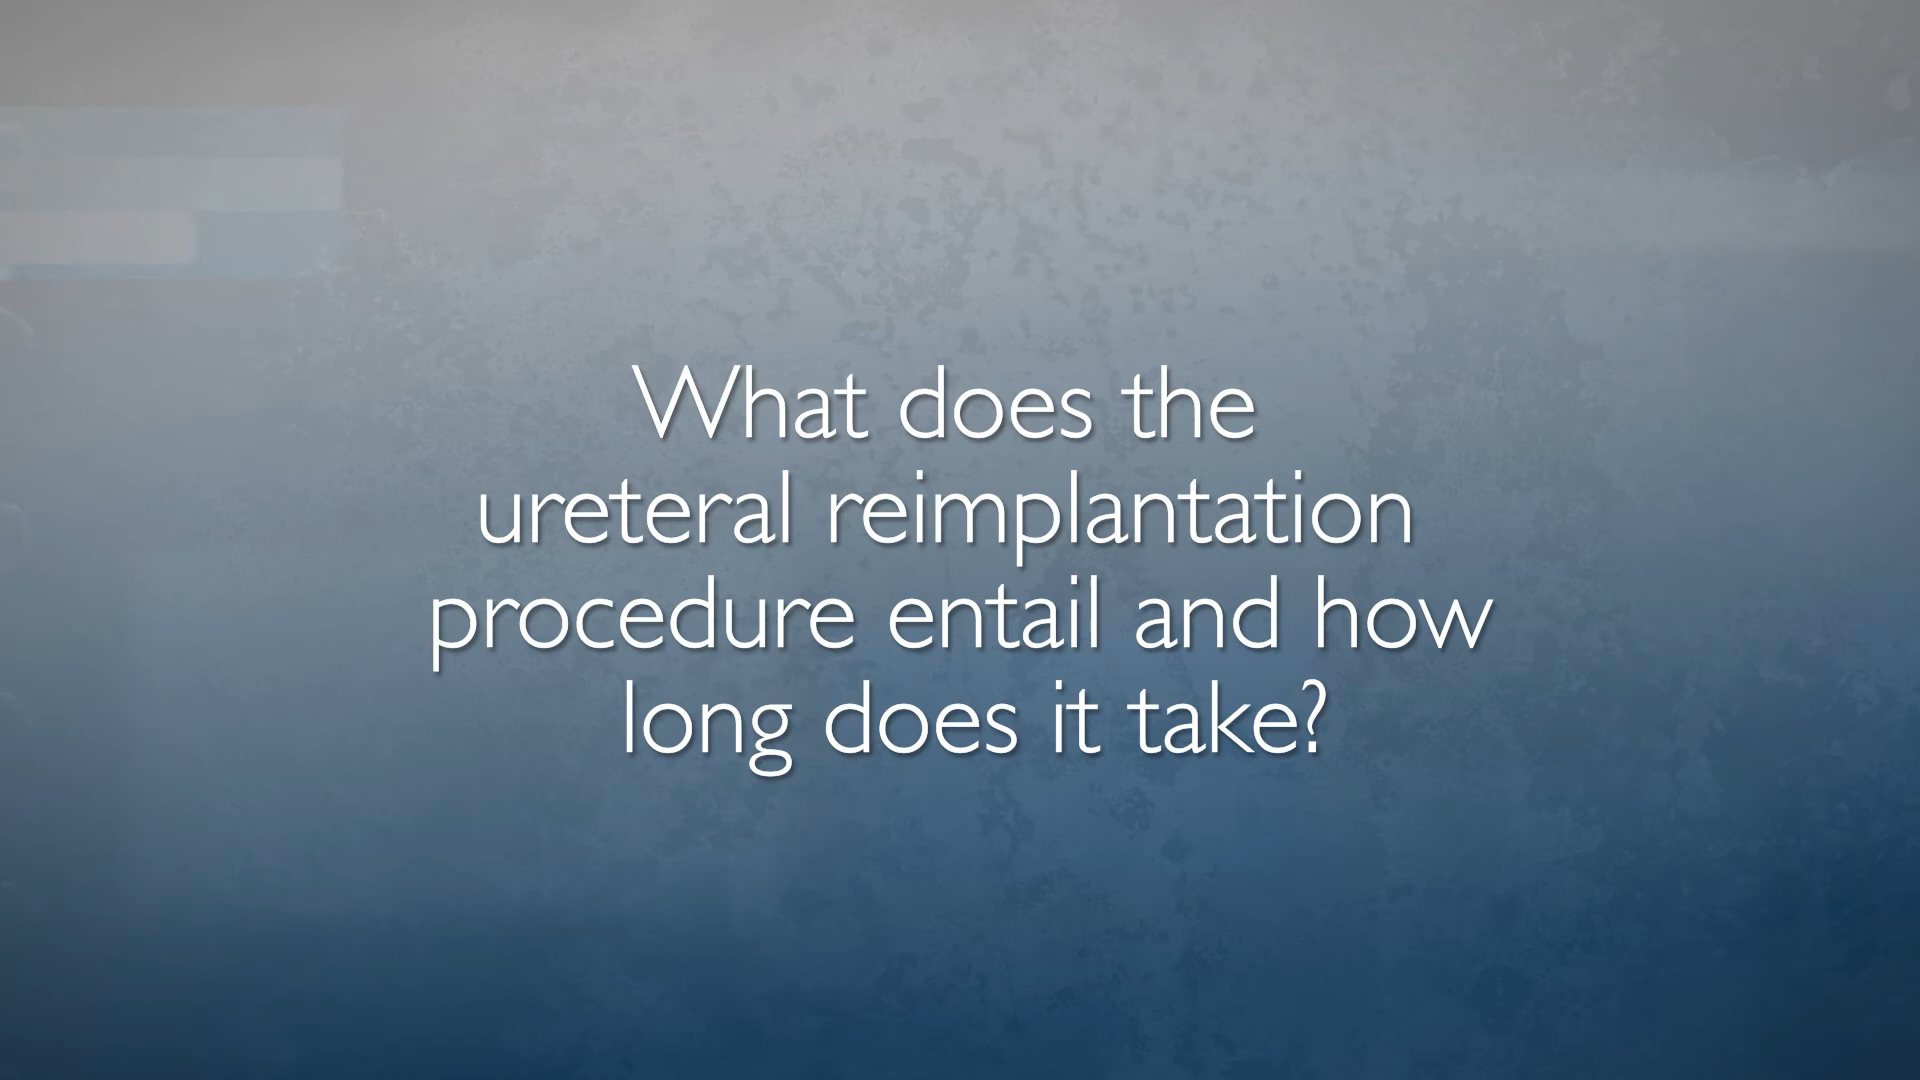 What does the
ureteral reimplantation
procedure entail and how
long does it take?